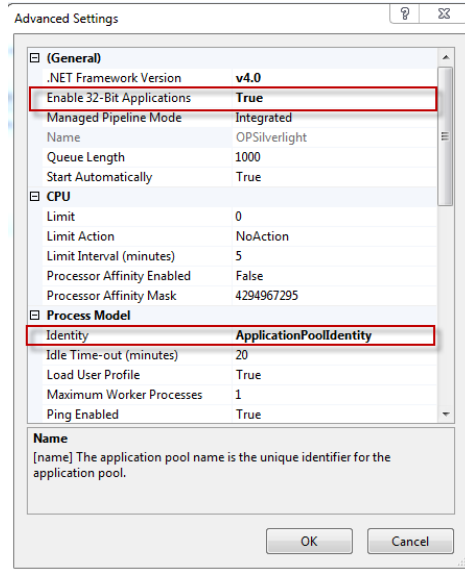 Advanced Settings
(General)
.NET Framework Version v4.0
Enable 32-Bit Applications True
Managed Pipeline Mode Integrated
Name OPSilverlight
Queue Length 1000
Start Automatically True
CPU
Limit 0
Limit Action NoAction
Limit Interval (minutes) 5
Processor Affinity Enabled False
Processor Affinity Mask 4294967295
Process Model
Identity ApplicationPoolIdentity
Idle Time-out (minutes) 20
Load User Profile True
Maximum Worker Processes 1
Ping Enabled True
Name
[name] The application pool name is the unique identifier for the
application pool.
OK Cancel